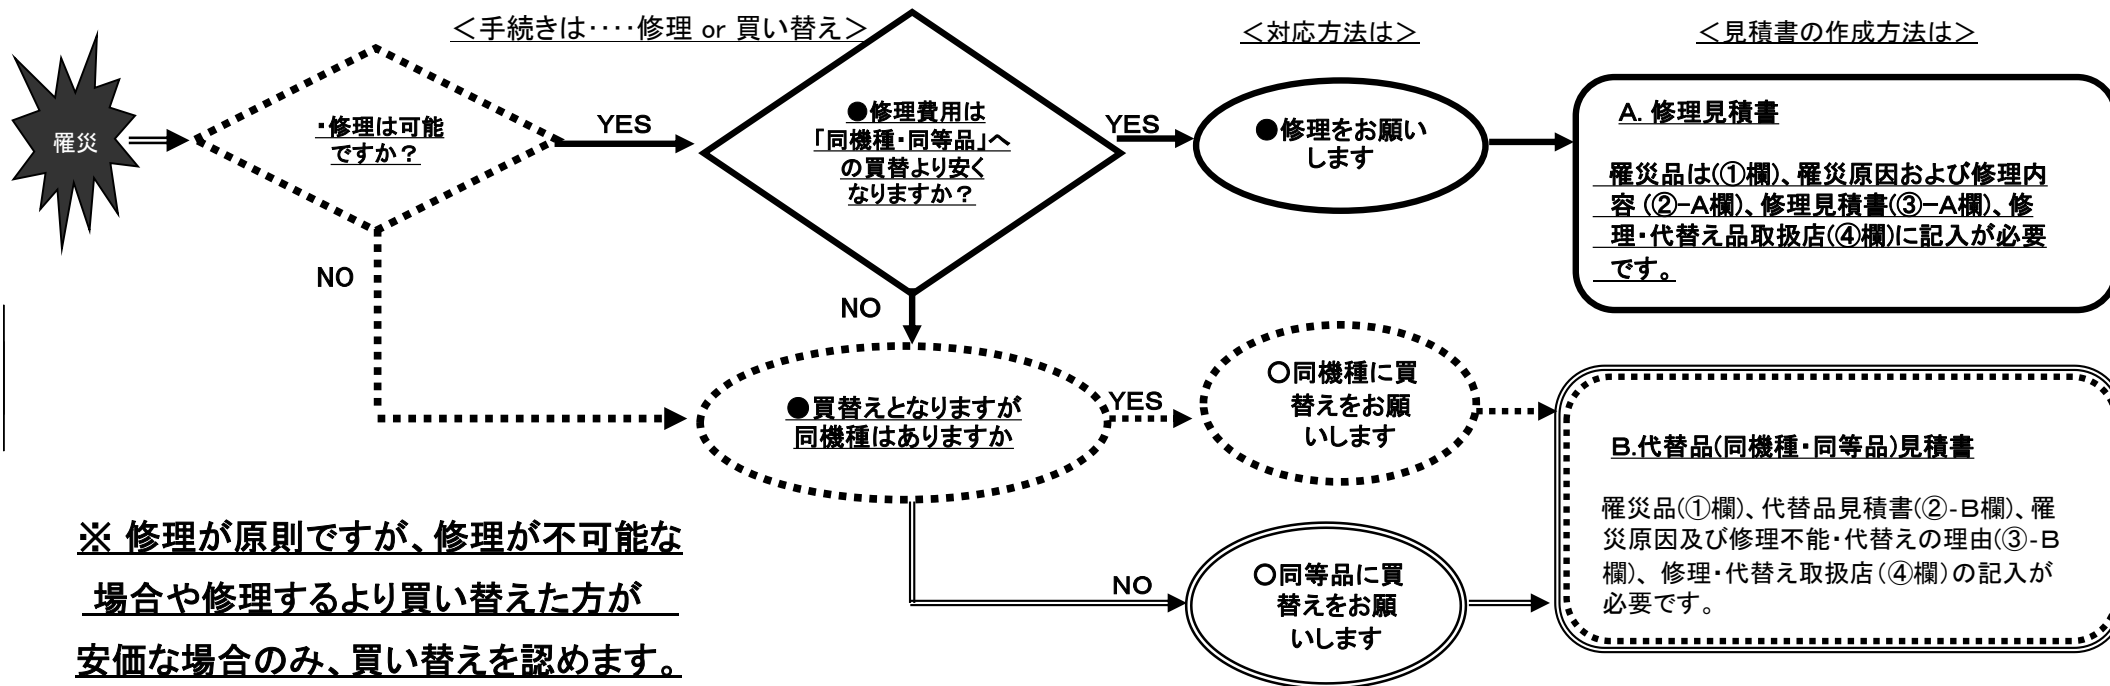 ＜手続きは‥‥修理 or 買い替え＞
＜対応方法は＞
＜見積書の作成方法は＞
罹災
・修理は可能
ですか？
YES
NO
●修理費用は
「同機種・同等品」へ
の買替より安く
なりますか？
YES
NO
●修理をお願い
します
A. 修理見積書
罹災品は(①欄)、罹災原因および修理内
容 (②−A欄)、修理見積書(③−A欄)、修
理・代替え品取扱店(④欄)に記入が必要
です。
●買替えとなりますが
同機種はありますか
YES
NO
○同機種に買
替えをお願
いします
○同等品に買
替えをお願
いします
B.代替品(同機種・同等品)見積書
罹災品(①欄)、代替品見積書(②-B欄)、罹
災原因及び修理不能・代替えの理由(③-B
欄)、修理・代替え取扱店(④欄)の記入が
必要です。
※ 修理が原則ですが、修理が不可能な
場合や修理するより買い替えた方が
安価な場合のみ、買い替えを認めます。